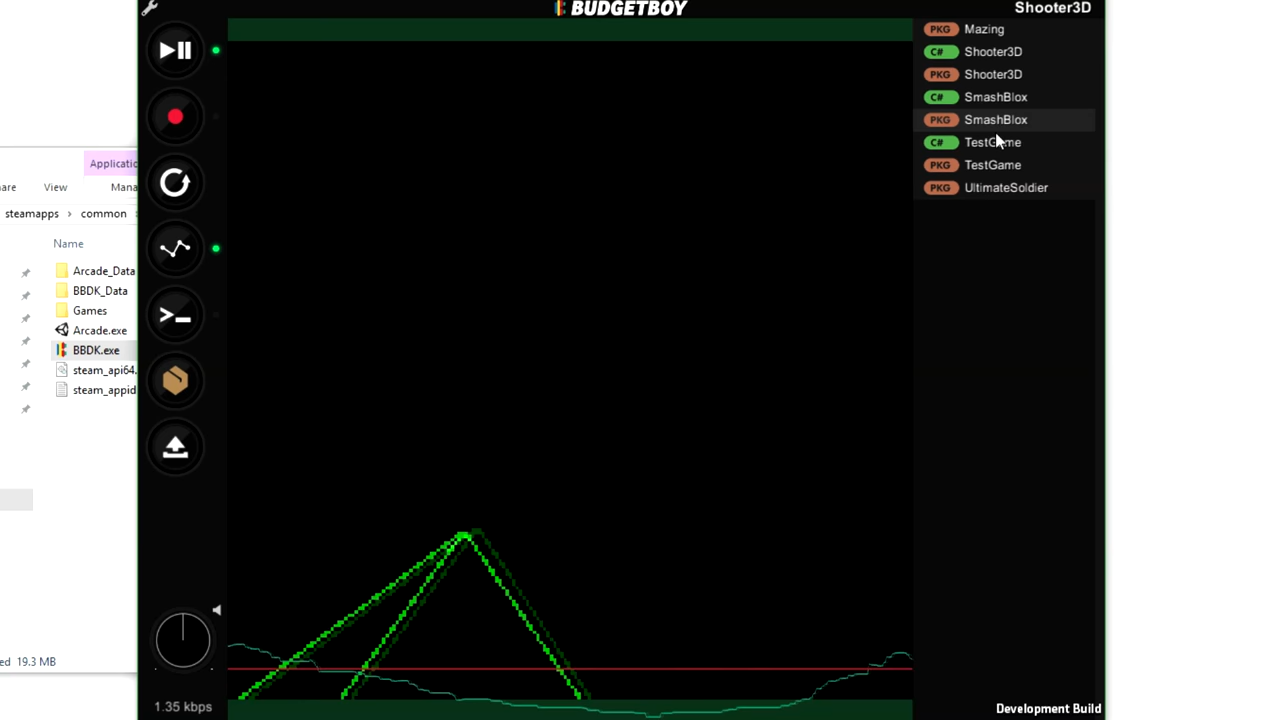 BUDGETBOY
Shooter3D
PKG Mazing
C# Shooter3D
PKG Shooter3D
C# SmashBlox
PKG SmashBlox
C# TestGame
PKG TestGame
PKG UltimateSoldier
Applicatio
are View Mana
steamapps > common
Name
Arcade_Data
BBDK_Data
Games
Arcade.exe
BBDK.exe
steam_api64.
steam_appid
ed 19.3 MB
1.35 kbps
Development Build